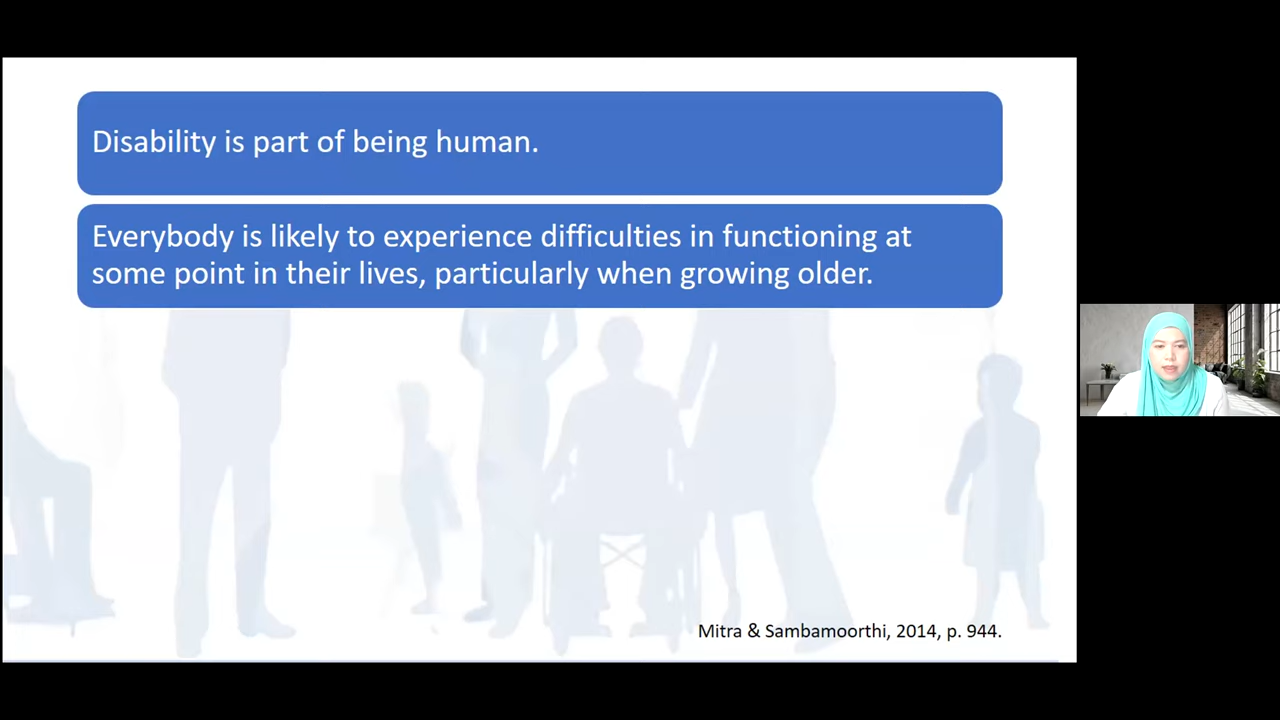 Disability is part of being human.
Everybody is likely to experience difficulties in functioning at
some point in their lives, particularly when growing older.
Mitra & Sambamoorthi, 2014, p. 944.